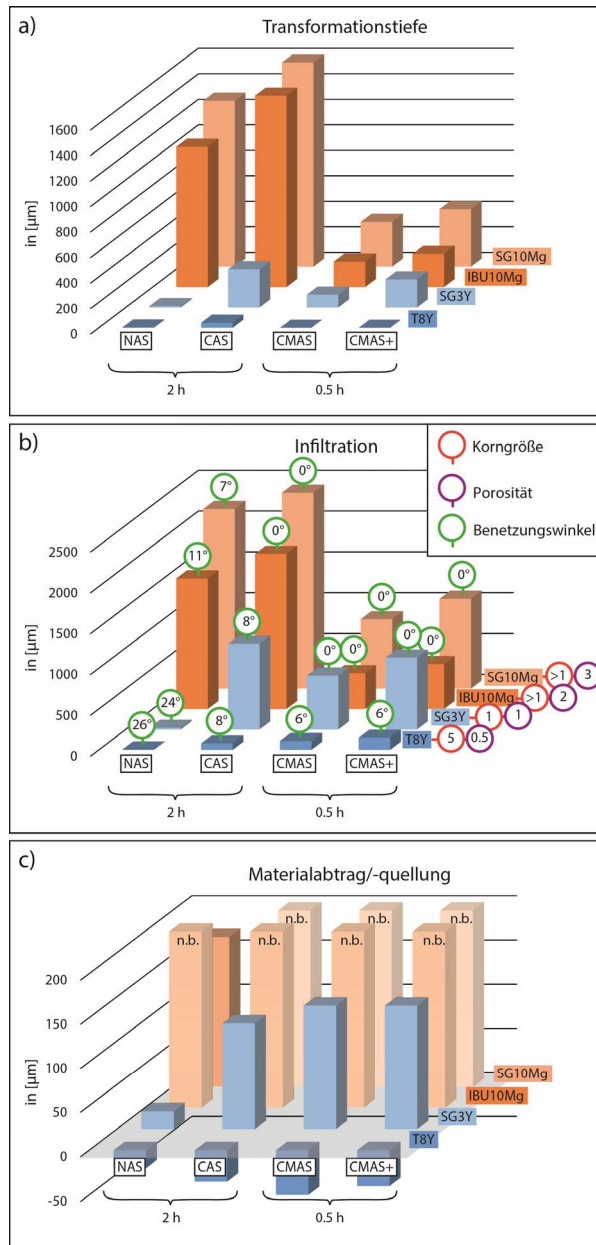 a)
Transformationstiefe
in [µm]
1600
1400
1200
1000
800
600
400
200
0
SG10Mg
IBU10Mg
SG3Y
T8Y
NAS
CAS
CMAS
CMAS+
2 h
0.5 h
b)
Infiltration
Korngröße
Porosität
Benetzungswinkel
in [µm]
2500
2000
1500
1000
500
0
7°
0°
0°
0°
11°
0°
0°
0°
24°
8°
0°
0°
26°
8°
6°
6°
SG10Mg >1 3
IBU10Mg >1 2
SG3Y 1 1
T8Y 5 0.5
NAS
CAS
CMAS
CMAS+
2 h
0.5 h
c)
Materialabtrag/-quellung
in [µm]
200
150
100
50
0
-50
n.b. n.b. n.b.
n.b. n.b. n.b. n.b.
SG10Mg
IBU10Mg
SG3Y
T8Y
NAS
CAS
CMAS
CMAS+
2 h
0.5 h